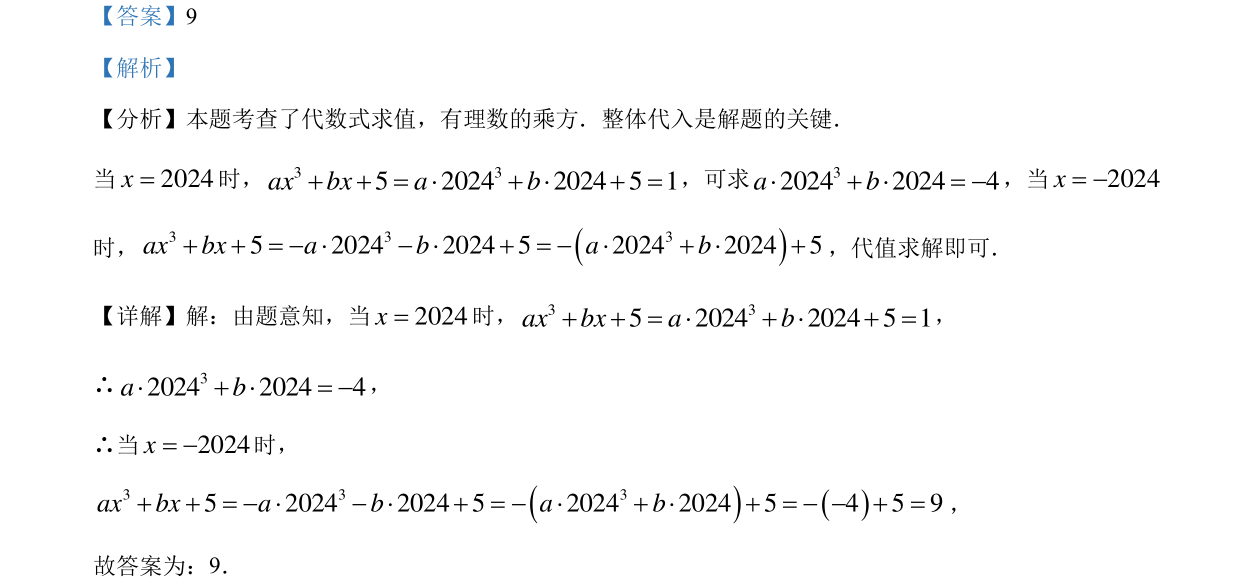 【答案】9
【解析】
【分析】本题考查了代数式求值，有理数的乘方．整体代入是解题的关键．
当 x = 2024 时， ax³ + bx + 5 = a · 2024³ + b · 2024 + 5 = 1，可求 a · 2024³ + b · 2024 = −4，当 x = −2024
时， ax³ + bx + 5 = −a · 2024³ − b · 2024 + 5 = −(a · 2024³ + b · 2024) + 5 ，代值求解即可．
【详解】解：由题意知，当 x = 2024 时， ax³ + bx + 5 = a · 2024³ + b · 2024 + 5 = 1，
∴ a · 2024³ + b · 2024 = −4，
∴当 x = −2024 时，
ax³ + bx + 5 = −a · 2024³ − b · 2024 + 5 = −(a · 2024³ + b · 2024) + 5 = −(−4) + 5 = 9 ，
故答案为：9．